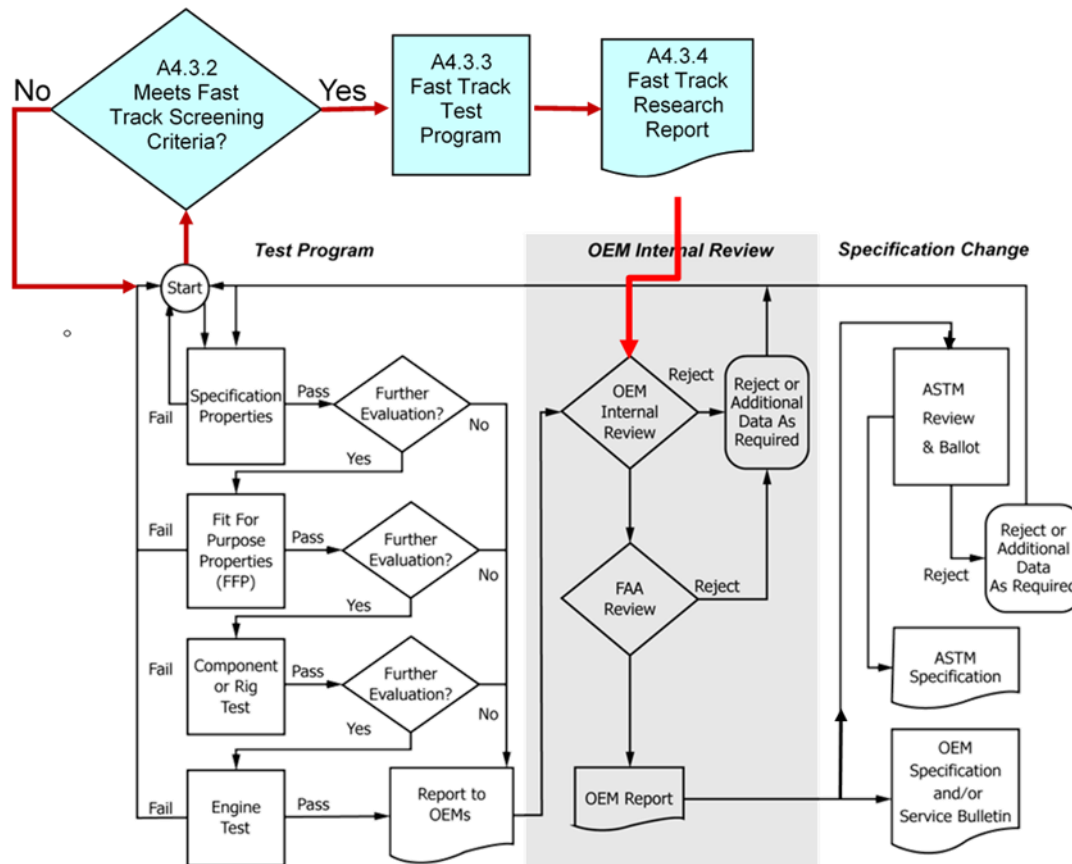 No
A4.3.2
Meets Fast
Track Screening
Criteria?
Yes
A4.3.3
Fast Track
Test
Program
A4.3.4
Fast Track
Research
Report
Test Program
OEM Internal Review
Specification Change
Start
Specification
Properties
Fail
Pass
Further
Evaluation?
No
Yes
Fit For
Purpose
Properties
(FFP)
Fail
Pass
Further
Evaluation?
No
Yes
Component
or Rig
Test
Fail
Pass
Further
Evaluation?
No
Yes
Engine
Test
Fail
Pass
Report to
OEMs
OEM
Internal
Review
Reject
Reject or
Additional
Data As
Required
FAA
Review
Reject
OEM Report
ASTM
Review
& Ballot
Reject
Reject or
Additional
Data
As Required
ASTM
Specification
OEM
Specification
and/or
Service Bulletin